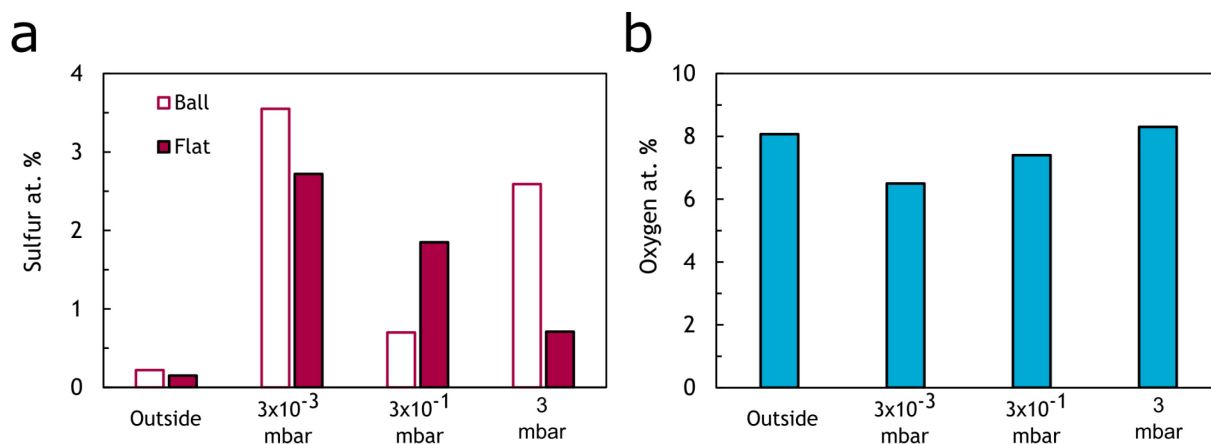 a
b
4
3
2
1
0
Sulfur at. %
Ball
Flat
Outside
3x10⁻³
mbar
3x10⁻¹
mbar
3
mbar
10
8
6
4
2
0
Oxygen at. %
Outside
3x10⁻³
mbar
3x10⁻¹
mbar
3
mbar